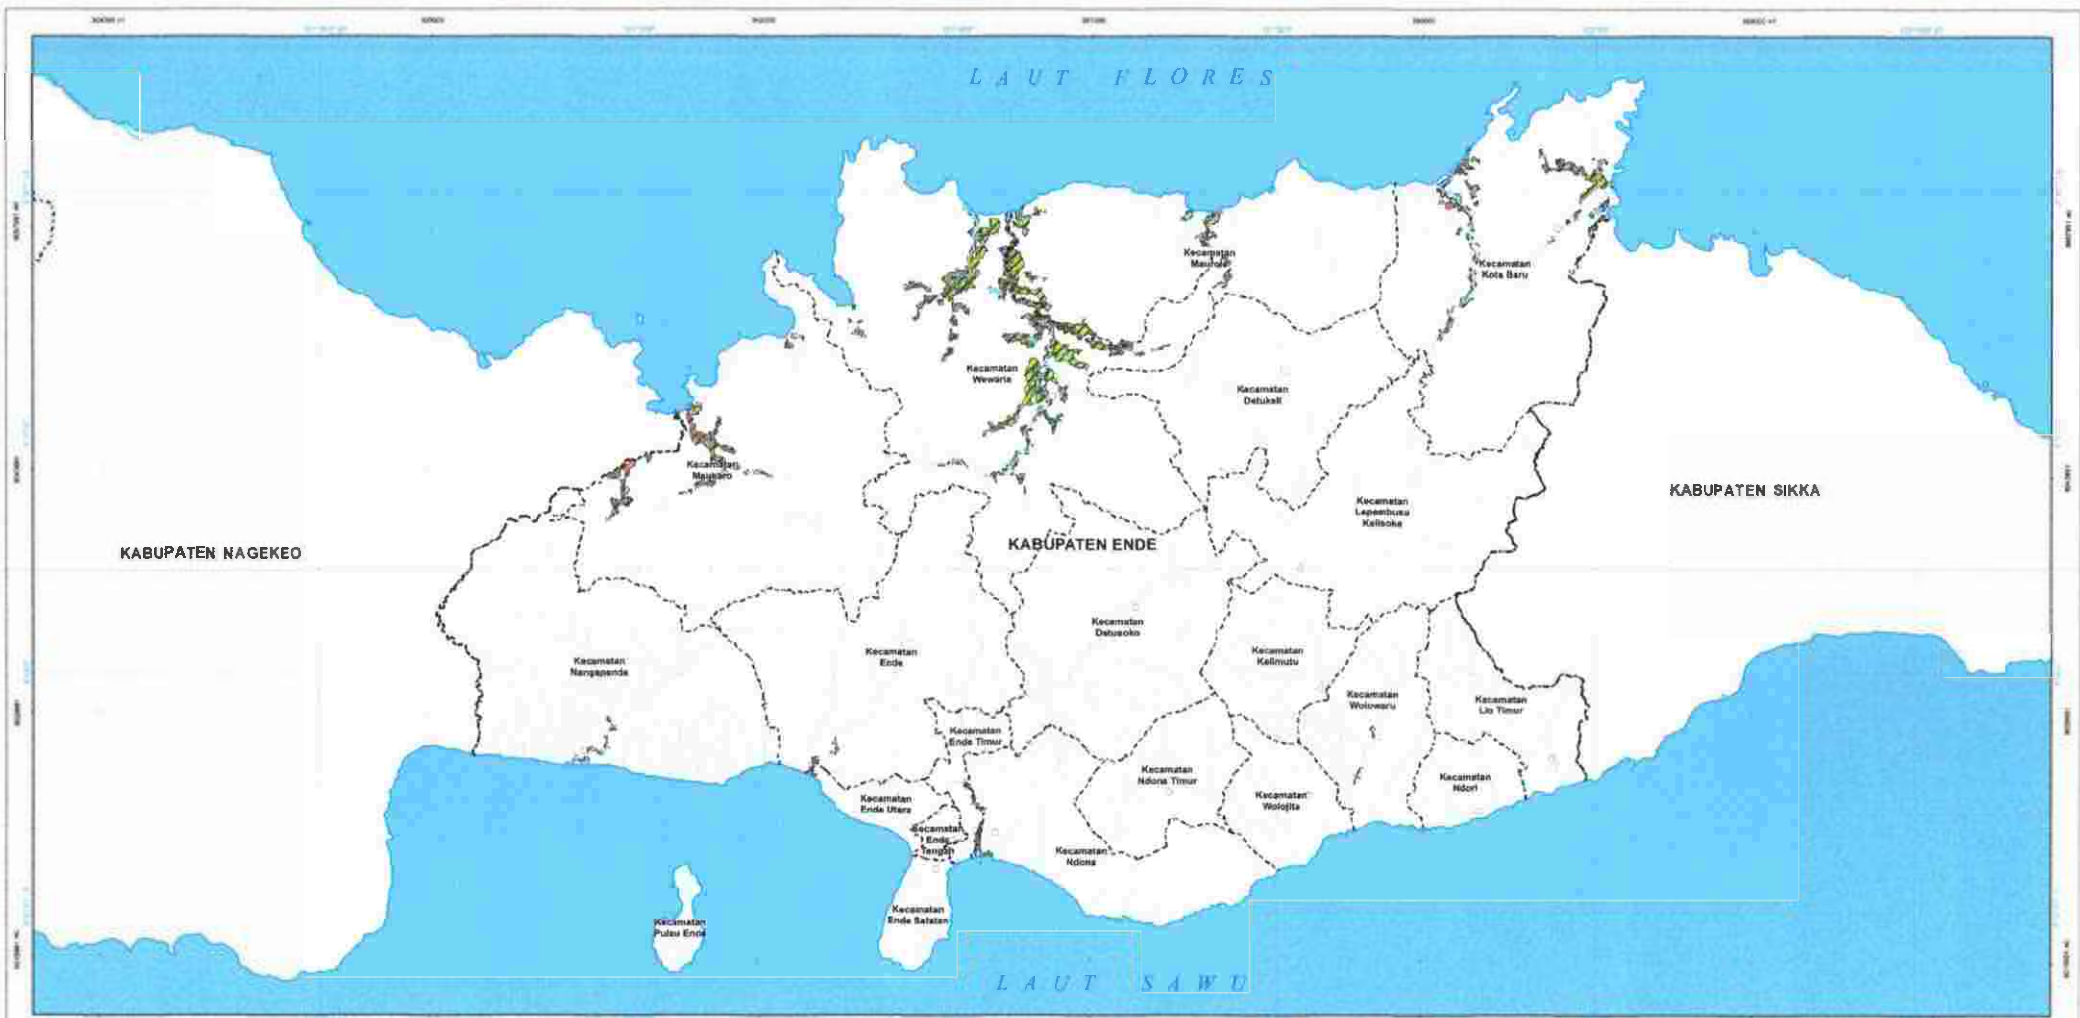 LAUT FLORES
Kecamatan
Maurole
Kecamatan
Kota Baru
Kecamatan
Wewaria
Kecamatan
Detukeli
Kecamatan
Maukaro
KABUPATEN SIKKA
Kecamatan
Lepembusu
Kelisoke
KABUPATEN NAGEKEO
KABUPATEN ENDE
Kecamatan
Detusoko
Kecamatan
Ende
Kecamatan
Kelimutu
Kecamatan
Nangapanda
Kecamatan
Wolowaru
Kecamatan
Lio Timur
Kecamatan
Ende Timur
Kecamatan
Ndona Timur
Kecamatan
Ndori
Kecamatan
Wolojita
Kecamatan
Ende Utara
Kecamatan
Ende
Tengah
Kecamatan
Ndona
Kecamatan
Ende Selatan
Kecamatan
Pulau Ende
LAUT SAWU